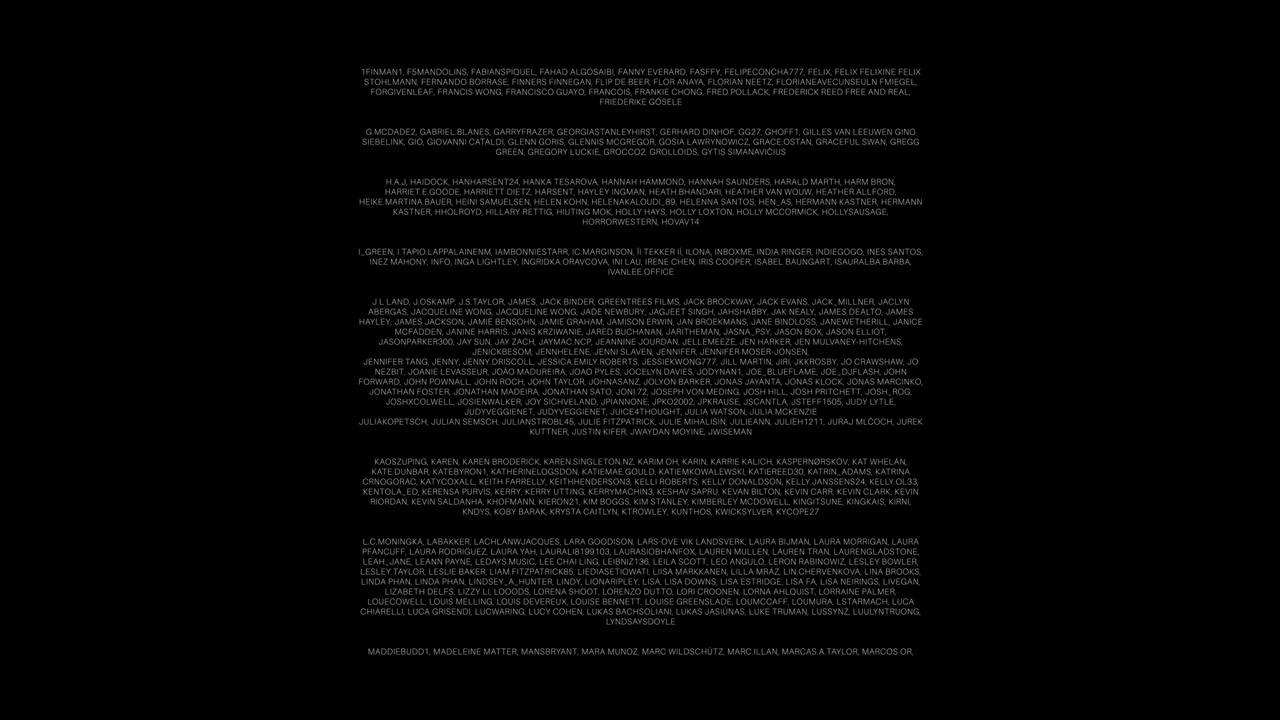 1FINMAN1, F5MANDOLINS, FABIANSPIQUEL, FAHAD ALGOSAIBI, FANNY EVERARD, FASFFY, FELIPECONCHA777, FELIX, FELIX FELIXINE FELIX
STOHLMANN, FERNANDO BORRASE, FINNERS FINNEGAN, FLIP DE BEER, FLOR ANAYA, FLORIAN NEETZ, FLORIANEAVECUNSEULN FMIEGEL,
FORGIVENLEAF, FRANCIS WONG, FRANCISCO GUAYO, FRANCOIS, FRANKIE CHONG, FRED POLLACK, FREDERICK REED FREE AND REAL,
FRIEDERIKE GÖSELE
G.MCDADE2, GABRIEL.BLANES, GARRYFRAZER, GEORGIASTANLEYHIRST, GERHARD DINHOF, GG27, GHOFF1, GILLES VAN LEEUWEN GINO
SIEBELINK, GIO, GIOVANNI CATALDI, GLENN GORIS, GLENNIS MCGREGOR, GOSIA LAWRYNOWICZ, GRACE.OSTAN, GRACEFUL.SWAN, GREGG
GREEN, GREGORY LUCKIE, GROCCO2, GROLLOIDS, GYTIS SIMANAVIČIUS
H.A.J, HAIDOCK, HANHARSENT24, HANKA TESAROVA, HANNAH HAMMOND, HANNAH SAUNDERS, HARALD MARTH, HARM BRON,
HARRIET.E.GOODE, HARRIETT DIETZ, HARSENT, HAYLEY INGMAN, HEATH.BHANDARI, HEATHER VAN WOUW, HEATHER ALLFORD,
HEIKE.MARTINA.BAUER, HEINI SAMUELSEN, HELEN KOHN, HELENAKALOUDI_89, HELENNA SANTOS, HEN_AS, HERMANN KASTNER, HERMANN
KASTNER, HHOLROYD, HILLARY RETTIG, HIUTING MOK, HOLLY HAYS, HOLLY LOXTON, HOLLY MCCORMICK, HOLLYSAUSAGE,
HORRORWESTERN, HOVAV14
I_GREEN, I.TAPIO.LAPPALAINENM, IAMBONNIESTARR, IC.MARGINSON, ÎI TEKKER IÍ, ILONA, INBOXME, INDIA RINGER, INDIEGOGO, INES SANTOS,
INEZ MAHONY, INFO, INGA LIGHTLEY, INGRIDKA.ORAVCOVA, INI LAU, IRENE CHEN, IRIS COOPER, ISABEL BAUNGART, ISAURALBA.BARBA,
IVANLEE.OFFICE
J L LAND, J.OSKAMP, J.S.TAYLOR, JAMES, JACK BINDER, GREENTREES FILMS, JACK BROCKWAY, JACK EVANS, JACK_MILLNER, JACLYN
ABERGAS, JACQUELINE WONG, JACQUELINE WONG, JADE NEWBURY, JAGJEET SINGH, JAHSHABBY, JAK NEALY, JAMES DEALTO, JAMES
HAYLEY, JAMES JACKSON, JAMIE BENSOHN, JAMIE GRAHAM, JAMISON ERWIN, JAN BROEKMANS, JANE BINDLOSS, JANEWETHERILL, JANICE
MCFADDEN, JANINE HARRIS, JANIS KRZIWANIE, JARED BUCHANAN, JARITHEMAN, JASNA_PSY, JASON BOX, JASON ELLIOT,
JASONPARKER300, JAY SUN, JAY ZACH, JAYMAC.NCP, JEANNINE JOURDAN, JELLEMEEZE, JEN HARKER, JEN MULVANEY-HITCHENS,
JENICKBESOM, JENNHELENE, JENNI SLAVEN, JENNIFER, JENNIFER MOSER-JONSEN,
JENNIFER TANG, JENNY, JENNY.DRISCOLL, JESSICA.EMILY.ROBERTS, JESSIEKWONG777, JILL MARTIN, JIRI, JKKROSBY, JO CRAWSHAW, JO
NEZBIT, JOANIE LEVASSEUR, JOÃO MADUREIRA, JOAO PYLES, JOCELYN.DAVIES, JODYNAN1, JOE_BLUEFLAME, JOE_DJFLASH, JOHN
FORWARD, JOHN POWNALL, JOHN ROCH, JOHN TAYLOR, JOHNASANZ, JOLYON BARKER, JONAS JAYANTA, JONAS KLOCK, JONAS MARCINKO,
JONATHAN FOSTER, JONATHAN MADEIRA, JONATHAN SATO, JONI.72, JOSEPH VON MEDING, JOSH HILL, JOSH PRITCHETT, JOSH_ROG,
JOSHXCOLWELL, JOSIENWALKER, JOY SICHVELAND, JPIANNONE, JPKO2002, JPKRAUSE, JSCANTLA, JSTEFF1505, JUDY LYTLE,
JUDYVEGGIENET, JUDYVEGGIENET, JUICE4THOUGHT, JULIA WATSON, JULIA.MCKENZIE
JULIAKOPETSCH, JULIAN SEMSCH, JULIANSTROBL45, JULIE FITZPATRICK, JULIE MIHALISIN, JULIEANN, JULIEH1211, JURAJ MLČOCH, JUREK
KUTTNER, JUSTIN KIFER, JWAYDAN MOYINE, JWISEMAN
KAOSZUPING, KAREN, KAREN BRODERICK, KAREN.SINGLETON.NZ, KARIM OH, KARIN, KARRIE KALICH, KASPERNØRSKOV, KAT WHELAN,
KATE.DUNBAR, KATEBYRON1, KATHERINELOGSDON, KATIEMAE.GOULD, KATIEMKOWALEWSKI, KATIEREED30, KATRIN_ADAMS, KATRINA
CRNOGORAC, KATYCOXALL, KEITH FARRELLY, KEITHHENDERSON3, KELLI ROBERTS, KELLY DONALDSON, KELLY.JANSSENS24, KELLY.OL33,
KENTOLA_ED, KERENSA PURVIS, KERRY, KERRY UTTING, KERRYMACHIN3, KESHAV SAPRU, KEVAN BILTON, KEVIN CARR, KEVIN CLARK, KEVIN
RIORDAN, KEVIN SALDANHA, KHOFMANN, KIERON21, KIM BOGGS, KIM STANLEY, KIMBERLEY MCDOWELL, KINGITSUNE, KINGKAIS, KIRNI,
KNDYS, KOBY BARAK, KRYSTA CAITLYN, KTROWLEY, KUNTHOS, KWICKSYLVER, KYCOPE27
L.C.MONINGKA, LABAKKER, LACHLANWJACQUES, LARA GOODISON, LARS-OVE VIK LANDSVERK, LAURA BIJMAN, LAURA MORRIGAN, LAURA
PFANCUFF, LAURA RODRIGUEZ, LAURA.YAH, LAURALI8199103, LAURASIOBHANFOX, LAUREN MULLEN, LAUREN TRAN, LAURENGLADSTONE,
LEAH_JANE, LEANN PAYNE, LEDAYS.MUSIC, LEE CHAI LING, LEIBNIZ136, LEILA SCOTT, LEO ANGULO, LERON RABINOWIZ, LESLEY BOWLER,
LESLEY.TAYLOR, LESLIE BAKER, LIAM.FITZPATRICK85, LIEDIASETIOWATI, LIISA MARKKANEN, LILLA MRÁZ, LIN.CHERVENKOVA, LINA BROOKS,
LINDA PHAN, LINDA PHAN, LINDSEY_A_HUNTER, LINDY, LIONARIPLEY, LISA, LISA DOWNS, LISA ESTRIDGE, LISA FA, LISA NEIRINGS, LIVEGAN,
LIZABETH DELFS, LIZZY LI, LOOODS, LORENA SHOOT, LORENZO DUTTO, LORI CROONEN, LORNA AHLQUIST, LORRAINE PALMER,
LOUECOWELL, LOUIS MELLING, LOUIS DEVEREUX, LOUISE BENNETT, LOUISE GREENSLADE, LOUMCCAFF, LOUMURA, LSTARMACH, LUCA
CHIARELLI, LUCA GRISENDI, LUCWARING, LUCY COHEN, LUKAS BACHSOLIANI, LUKAS JASIŪNAS, LUKE TRUMAN, LUSSYNZ, LUULYNTRUONG,
LYNDSAYSDOYLE
MADDIEBUDD1, MADELEINE MATTER, MANSBRYANT, MARA MUNOZ, MARC WILDSCHÜTZ, MARC.ILLAN, MARCAS.A.TAYLOR, MARCOS OR,